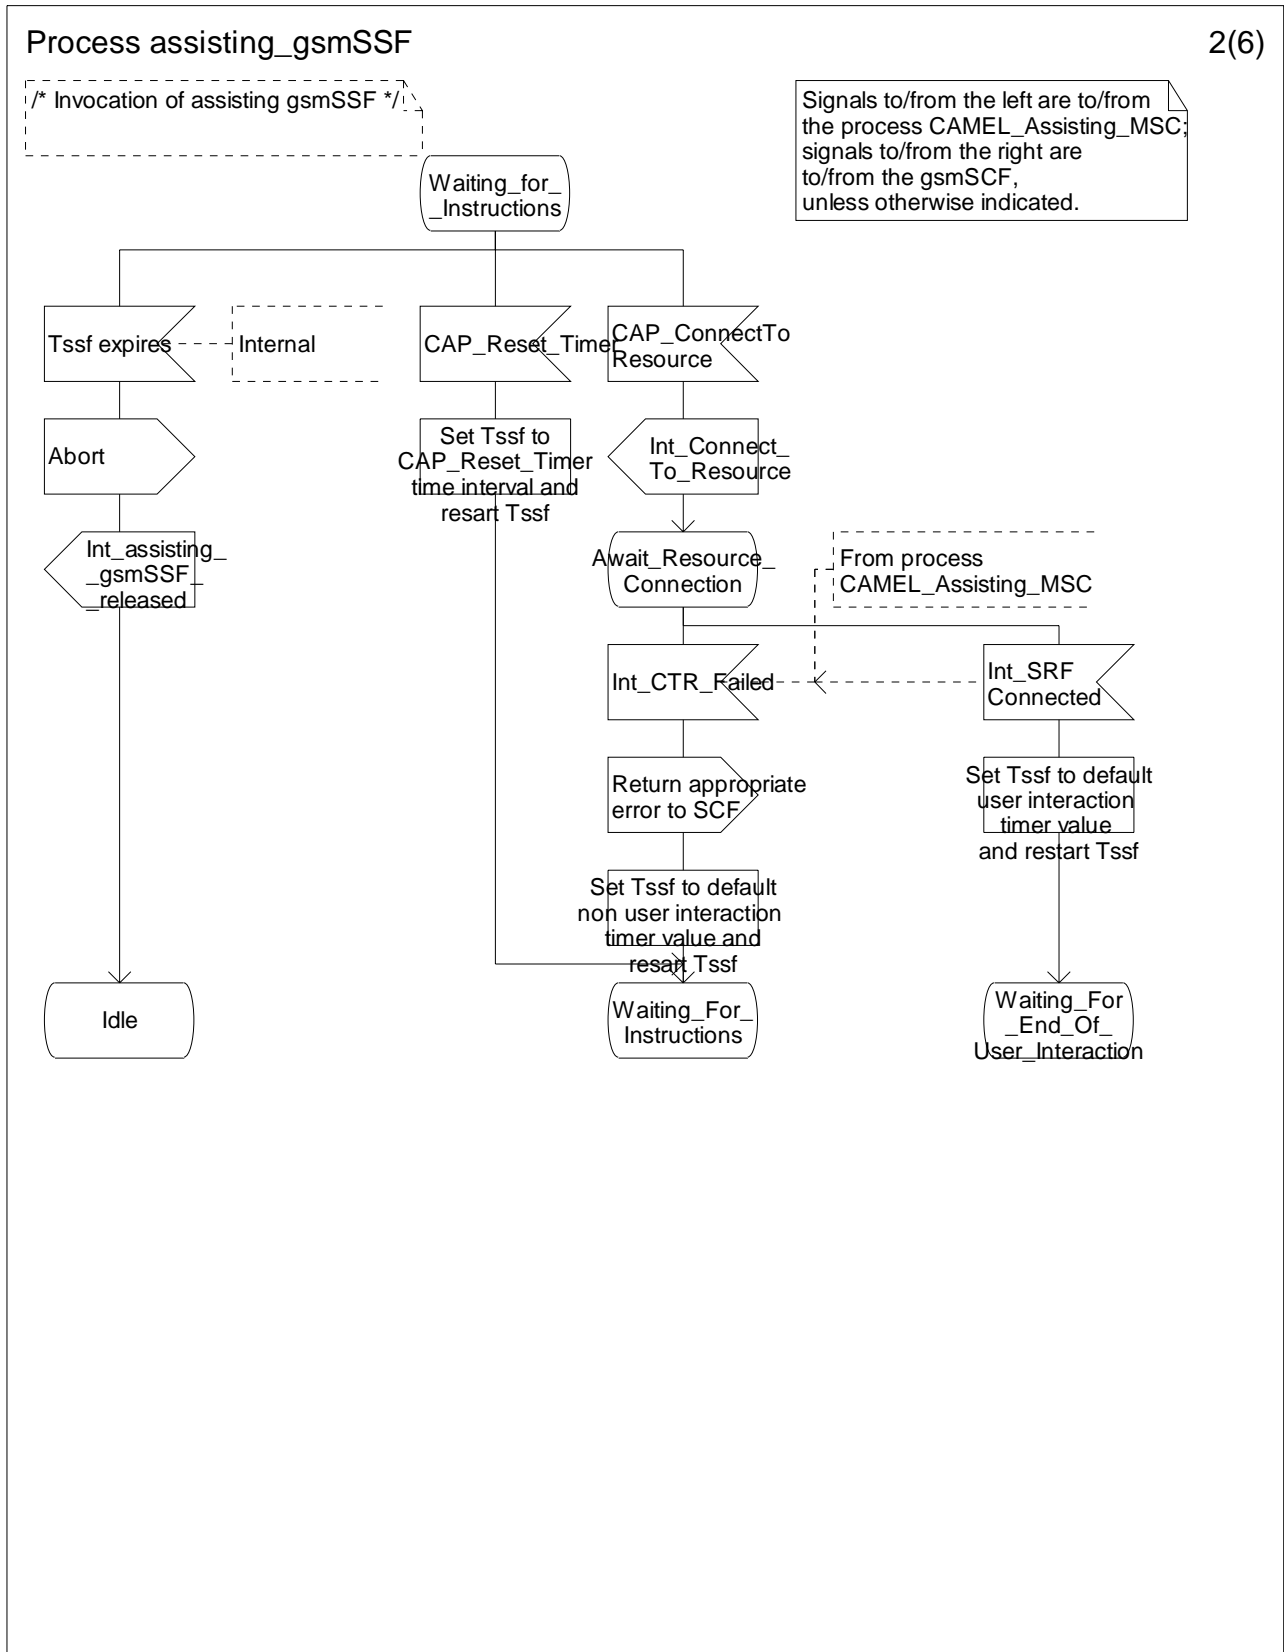 Process assisting_gsmSSF
2(6)
/* Invocation of assisting gsmSSF */
Signals to/from the left are to/from
the process CAMEL_Assisting_MSC;
signals to/from the right are
to/from the gsmSCF,
unless otherwise indicated.
Waiting_for_
_Instructions
Tssf expires
Internal
CAP_Reset_Timer
CAP_ConnectTo
Resource
Abort
Set Tssf to
CAP_Reset_Timer
time interval and
resart Tssf
Int_Connect_
To_Resource
Int_assisting_
_gsmSSF_
_released
Await_Resource_
Connection
From process
CAMEL_Assisting_MSC
Int_CTR_Failed
Int_SRF
Connected
Return appropriate
error to SCF
Set Tssf to default
user interaction
timer value
and restart Tssf
Set Tssf to default
non user interaction
timer value and
resart Tssf
Idle
Waiting_For_
Instructions
Waiting_For
_End_Of_
User_Interaction